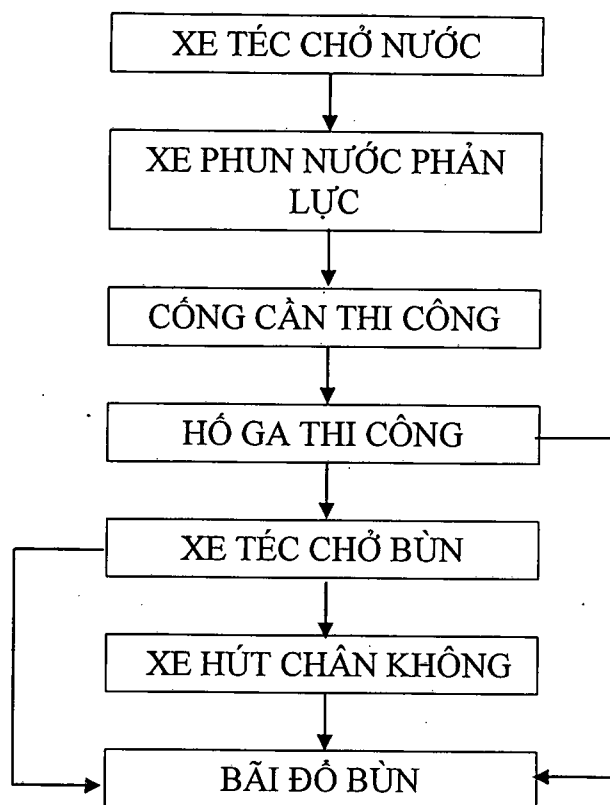 XE TÉC CHỞ NƯỚC
XE PHUN NƯỚC PHẢN
LỰC
CỐNG CẦN THI CÔNG
HỐ GA THI CÔNG
XE TÉC CHỞ BÙN
XE HÚT CHÂN KHÔNG
BÃI ĐỔ BÙN